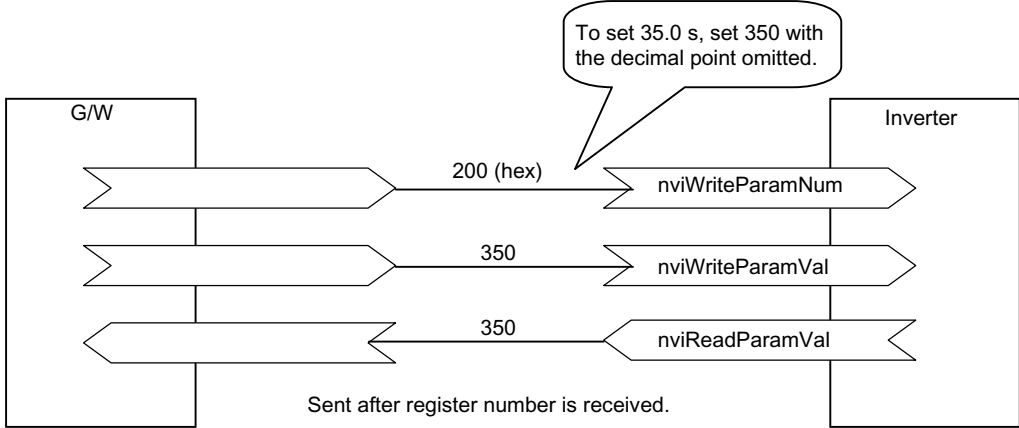 To set 35.0 s, set 350 with
the decimal point omitted.
G/W
Inverter
200 (hex)
nviWriteParamNum
350
nviWriteParamVal
350
nviReadParamVal
Sent after register number is received.